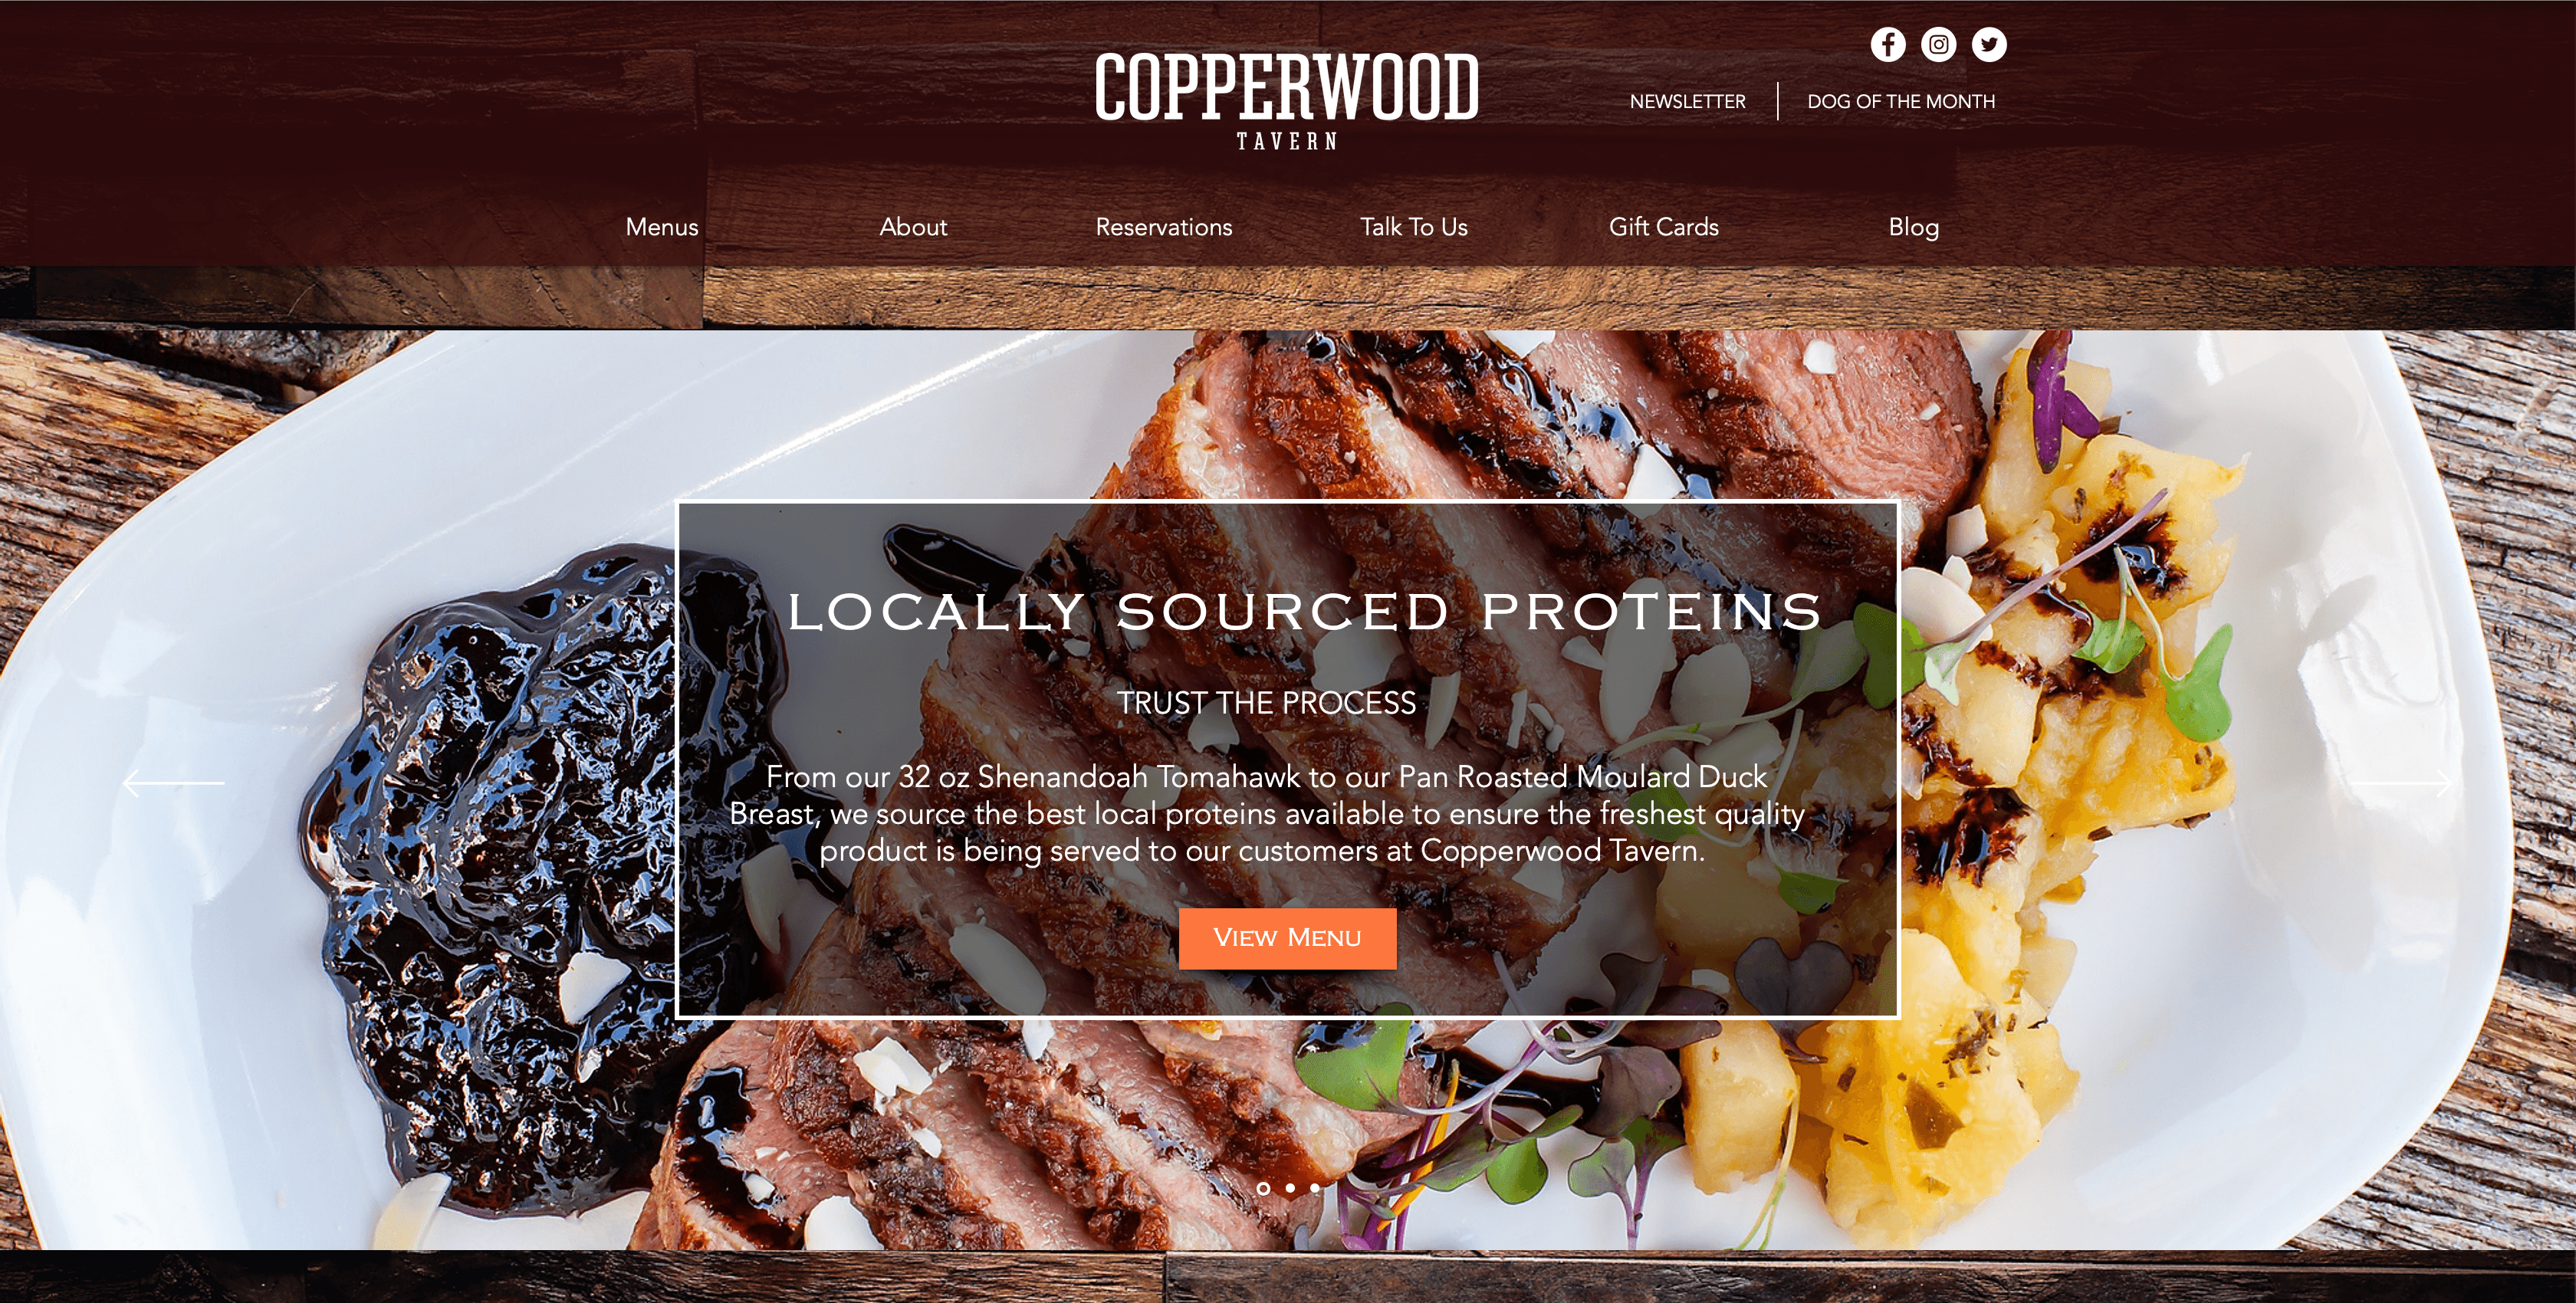 COPPERWOOD
TAVERN
NEWSLETTER
DOG OF THE MONTH
Menus
About
Reservations
Talk To Us
Gift Cards
Blog
LOCALLY SOURCED PROTEINS
TRUST THE PROCESS
From our 32 oz Shenandoah Tomahawk to our Pan Roasted Moulard Duck
Breast, we source the best local proteins available to ensure the freshest quality
product is being served to our customers at Copperwood Tavern.
View Menu